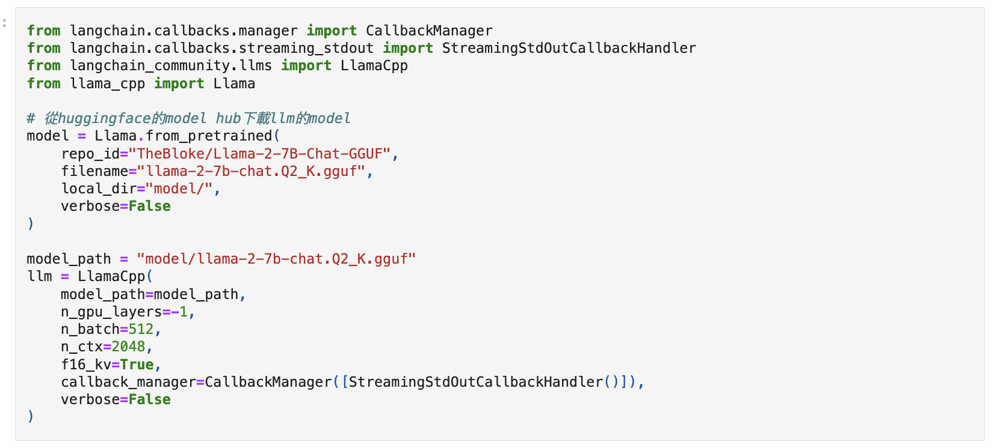 from langchain.callbacks.manager import CallbackManager
from langchain.callbacks.streaming_stdout import StreamingStdOutCallbackHandler
from langchain_community.llms import LlamaCpp
from llama_cpp import Llama

# 從huggingface的model hub下載llm的model
model = Llama.from_pretrained(
    repo_id="TheBloke/Llama-2-7B-Chat-GGUF",
    filename="llama-2-7b-chat.Q2_K.gguf",
    local_dir="model/",
    verbose=False
)

model_path = "model/llama-2-7b-chat.Q2_K.gguf"
llm = LlamaCpp(
    model_path=model_path,
    n_gpu_layers=-1,
    n_batch=512,
    n_ctx=2048,
    f16_kv=True,
    callback_manager=CallbackManager([StreamingStdOutCallbackHandler()]),
    verbose=False
)